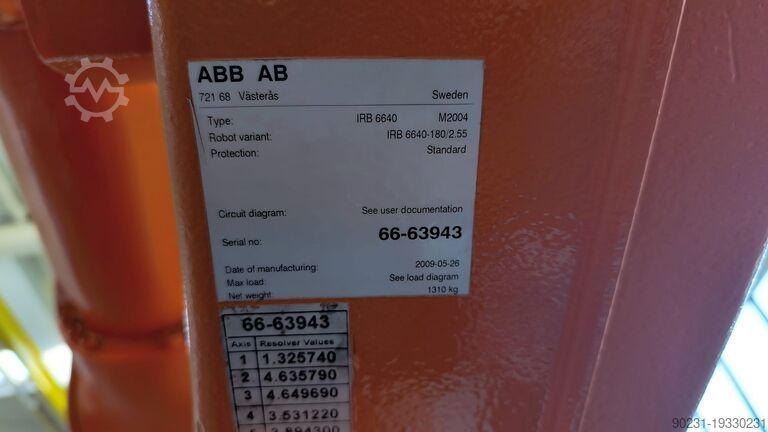 ABB AB
721 68 Västerås Sweden
Type: IRB 6640 M2004
Robot variant: IRB 6640-180/2.55
Protection: Standard
Circuit diagram: See user documentation
Serial no: 66-63943
Date of manufacturing: 2009-05-26
Max load: See load diagram
Net weight: 1310 kg
66-63943
Axis Resolver Values
1 1.325740
2 4.635790
3 4.649690
4 3.531220
5 3.894300
90231-19330231